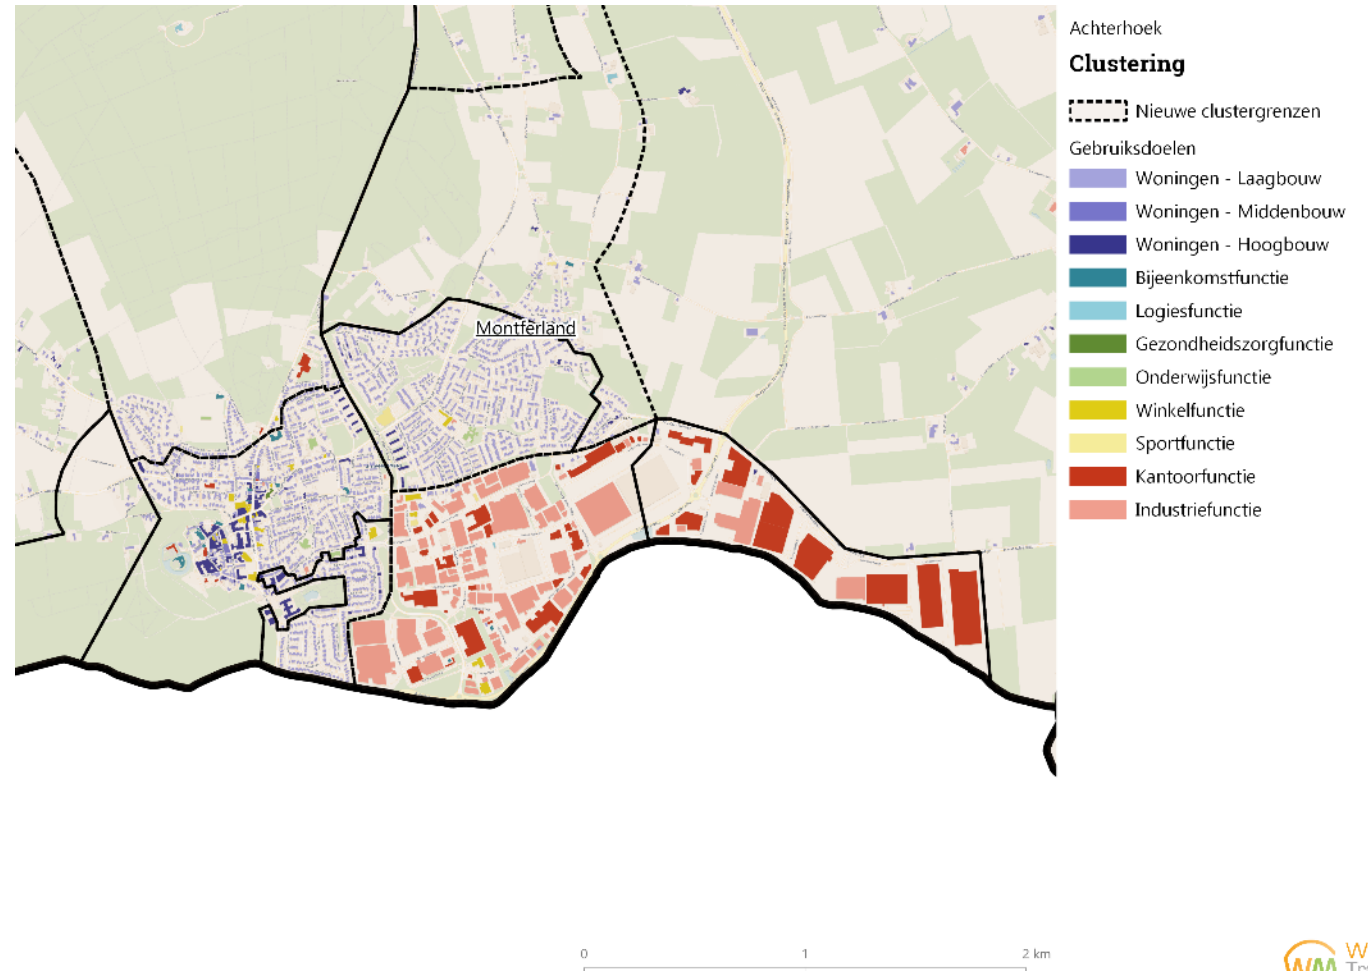 Achterhoek
Clustering
Nieuwe clustergrenzen
Gebruiksdoelen
Woningen - Laagbouw
Woningen - Middenbouw
Woningen - Hoogbouw
Bijeenkomstfunctie
Logiesfunctie
Gezondheidszorgfunctie
Onderwijsfunctie
Winkelfunctie
Sportfunctie
Kantoorfunctie
Industriefunctie
Montferland
0 1 2 km